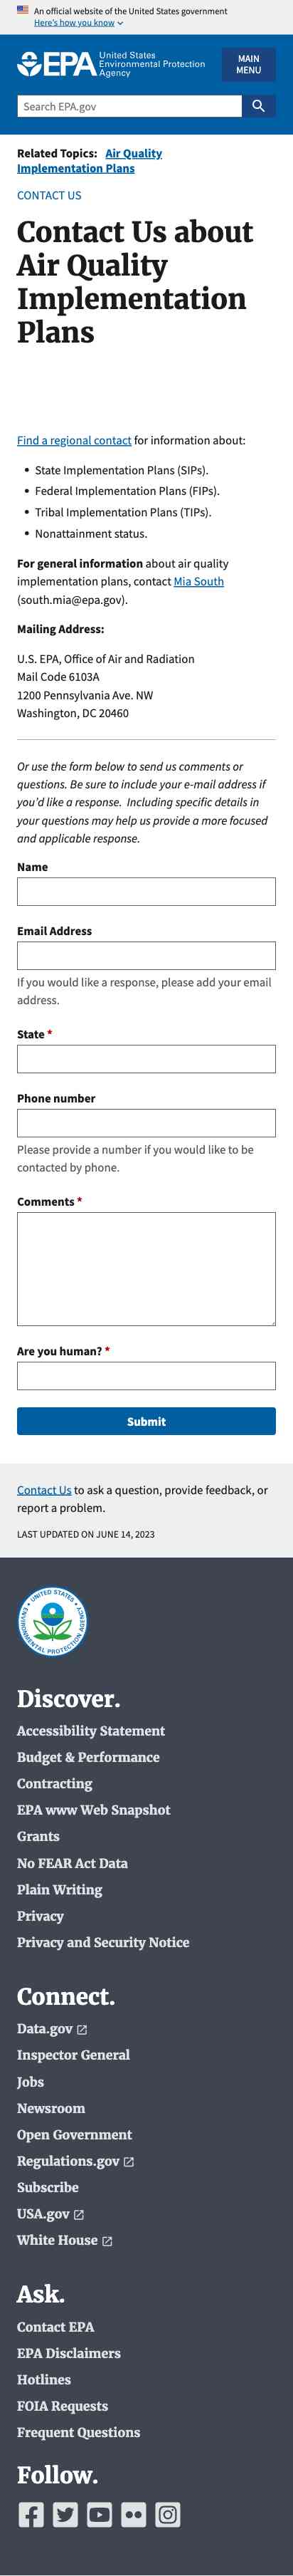 An official website of the United States government
Here's how you know
EPA United States Environmental Protection Agency
MAIN MENU
Search EPA.gov
Related Topics: Air Quality
Implementation Plans
CONTACT US
Contact Us about
Air Quality
Implementation
Plans
Find a regional contact for information about:
• State Implementation Plans (SIPs).
• Federal Implementation Plans (FIPs).
• Tribal Implementation Plans (TIPs).
• Nonattainment status.
For general information about air quality
implementation plans, contact Mia South
(south.mia@epa.gov).
Mailing Address:
U.S. EPA, Office of Air and Radiation
Mail Code 6103A
1200 Pennsylvania Ave. NW
Washington, DC 20460
Or use the form below to send us comments or
questions. Be sure to include your e-mail address if
you'd like a response.  Including specific details in
your questions may help us provide a more focused
and applicable response.
Name
Email Address
If you would like a response, please add your email
address.
State *
Phone number
Please provide a number if you would like to be
contacted by phone.
Comments *
Are you human? *
Submit
Contact Us to ask a question, provide feedback, or
report a problem.
LAST UPDATED ON JUNE 14, 2023
UNITED STATES ENVIRONMENTAL PROTECTION AGENCY
Discover.
Accessibility Statement
Budget & Performance
Contracting
EPA www Web Snapshot
Grants
No FEAR Act Data
Plain Writing
Privacy
Privacy and Security Notice
Connect.
Data.gov
Inspector General
Jobs
Newsroom
Open Government
Regulations.gov
Subscribe
USA.gov
White House
Ask.
Contact EPA
EPA Disclaimers
Hotlines
FOIA Requests
Frequent Questions
Follow.